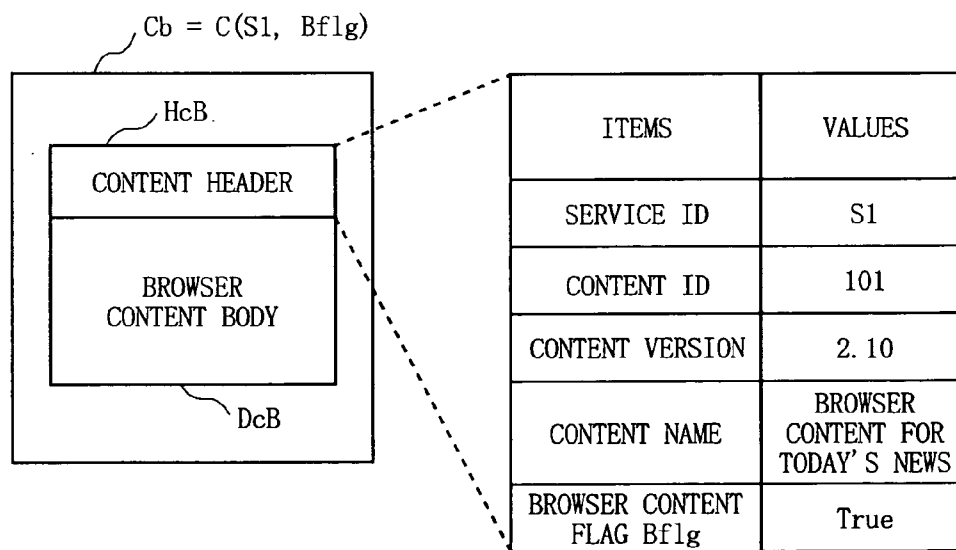 Cb = C(S1, Bflg)
HcB
CONTENT HEADER
BROWSER
CONTENT BODY
DcB
ITEMS VALUES
SERVICE ID S1
CONTENT ID 101
CONTENT VERSION 2.10
CONTENT NAME
BROWSER
CONTENT FOR
TODAY'S NEWS
BROWSER CONTENT
FLAG Bflg
True